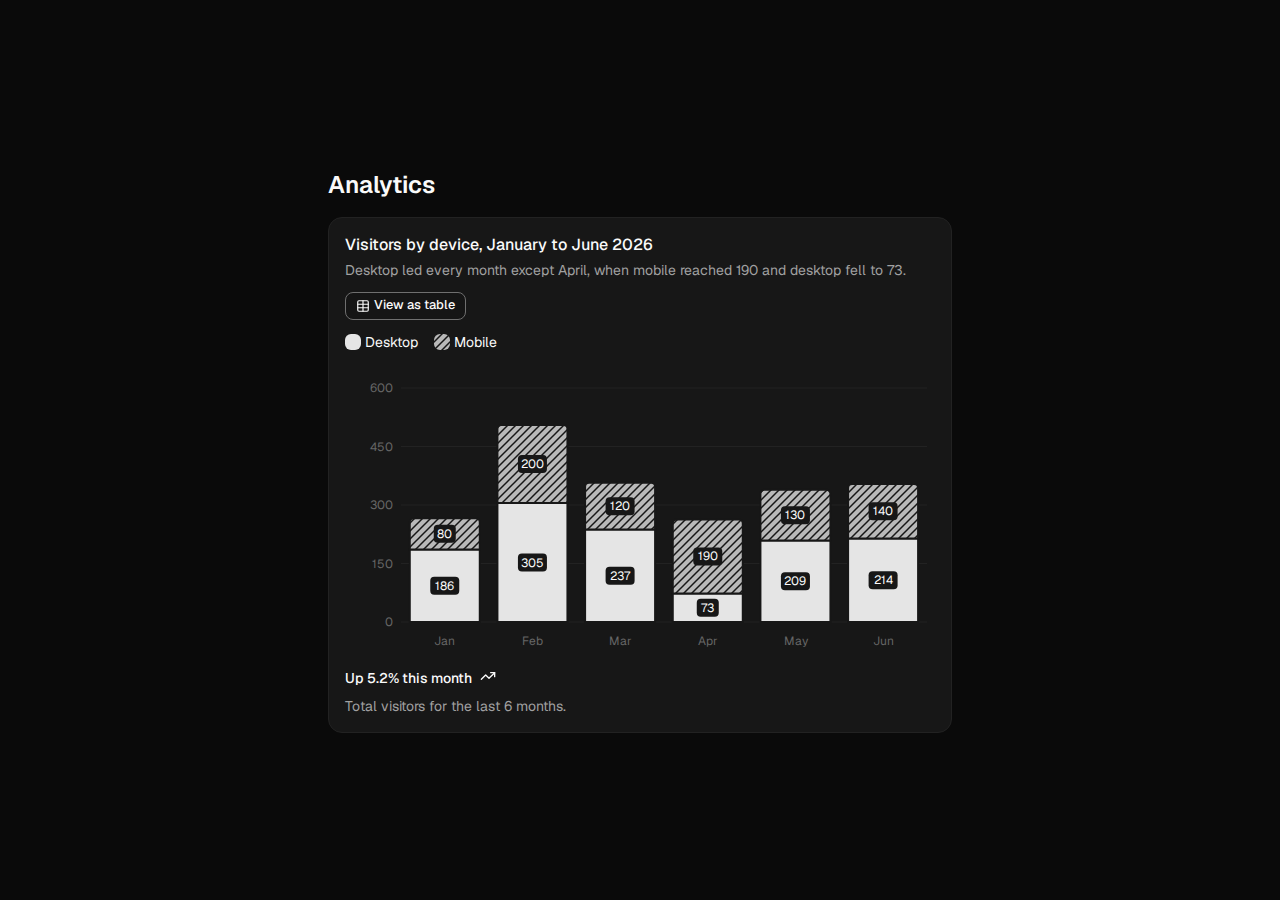 Analytics
Visitors by device, January to June 2026
Desktop led every month except April, when mobile reached 190 and desktop fell to 73.
View as table
Desktop Mobile
600
450
300
150
0
80 200 120 190 130 140
186 305 237 73 209 214
Jan Feb Mar Apr May Jun
Up 5.2% this month
Total visitors for the last 6 months.